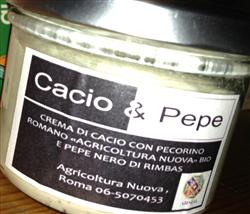 Cacio & Pepe
CREMA DI CACIO CON PECORINO
ROMANO «AGRICOLTURA NUOVA» BIO
E PEPE NERO DI RIMBAS
Agricoltura Nuova,
Roma 06-5070453